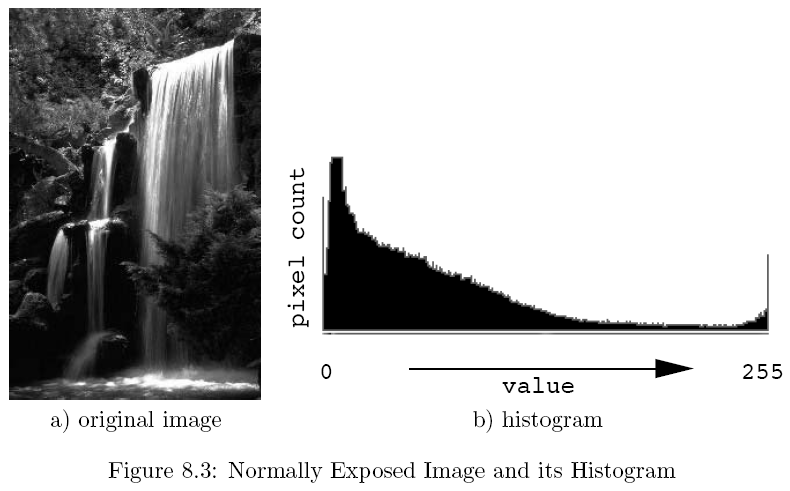 pixel count
0
255
value
a) original image
b) histogram
Figure 8.3: Normally Exposed Image and its Histogram